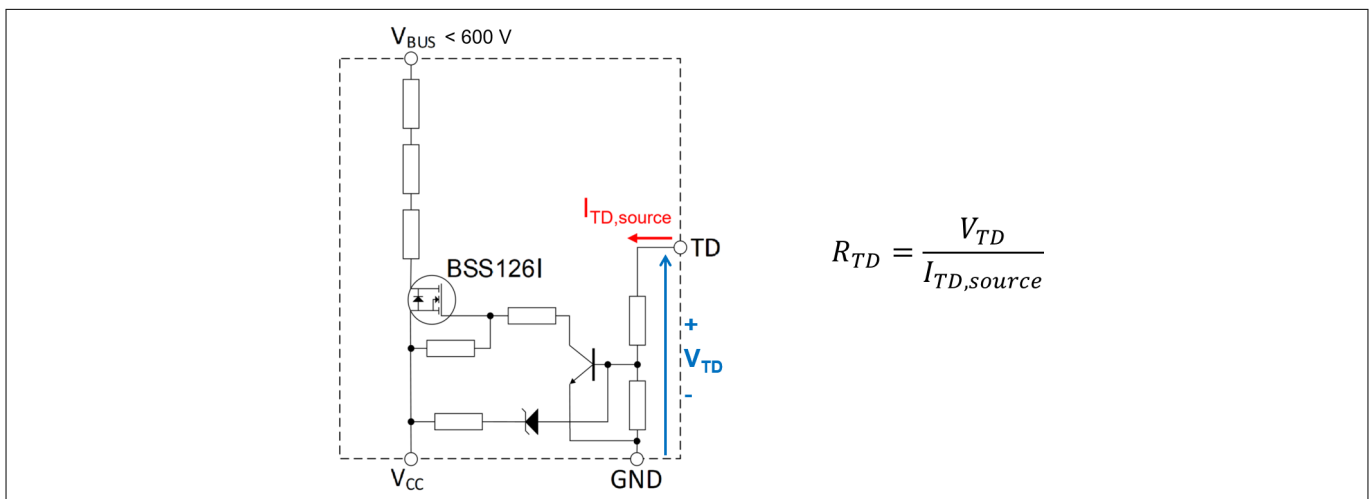 V_BUS < 600 V
I_TD,source
TD
BSS126I
+
V_TD
-
V_CC
GND
R_TD = V_TD / I_TD,source